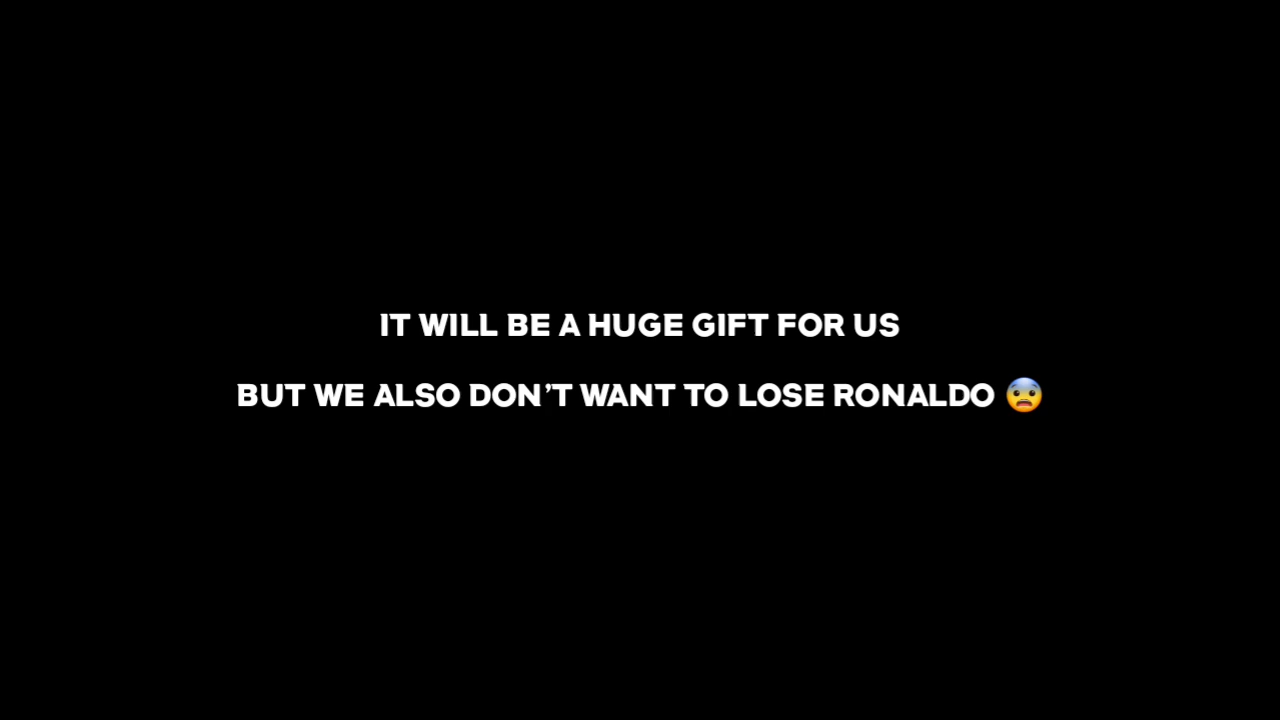 IT WILL BE A HUGE GIFT FOR US
BUT WE ALSO DON’T WANT TO LOSE RONALDO 😨